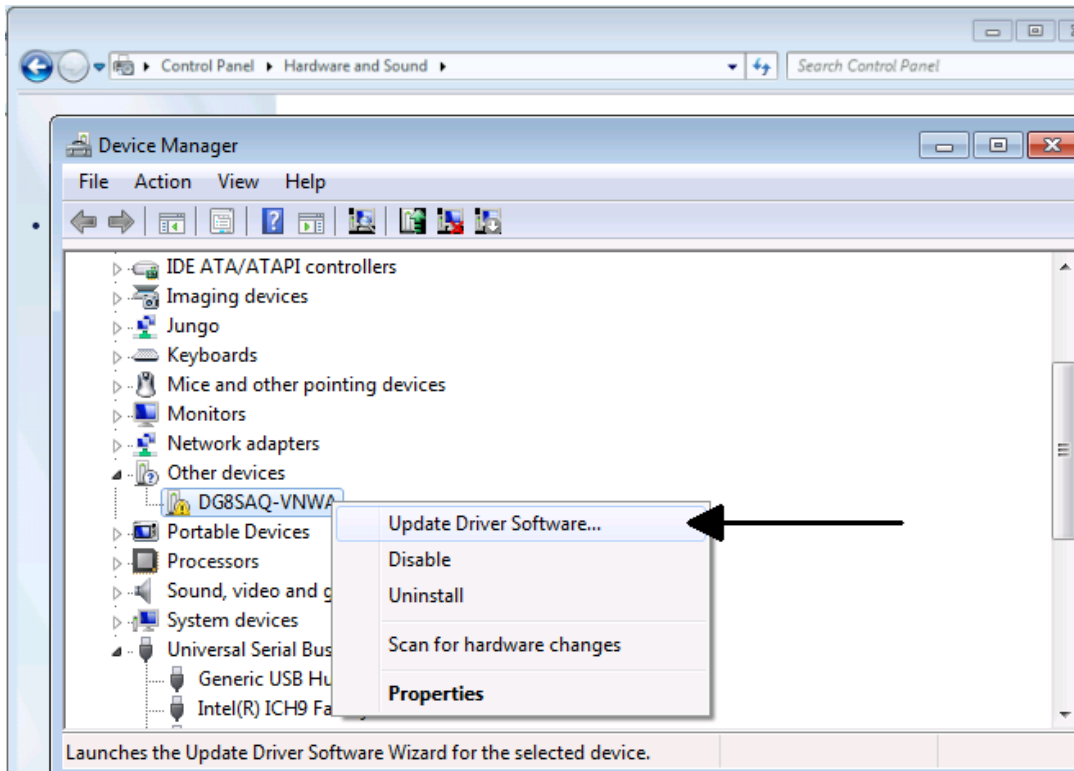 Control Panel Hardware and Sound Search Control Panel
Device Manager
File Action View Help
IDE ATA/ATAPI controllers
Imaging devices
Jungo
Keyboards
Mice and other pointing devices
Monitors
Network adapters
Other devices
DG8SAQ-VNWA
Update Driver Software...
Portable Devices
Disable
Processors
Uninstall
Sound, video and g
System devices
Scan for hardware changes
Universal Serial Bus
Generic USB Hu
Properties
Intel(R) ICH9 Fa
Launches the Update Driver Software Wizard for the selected device.